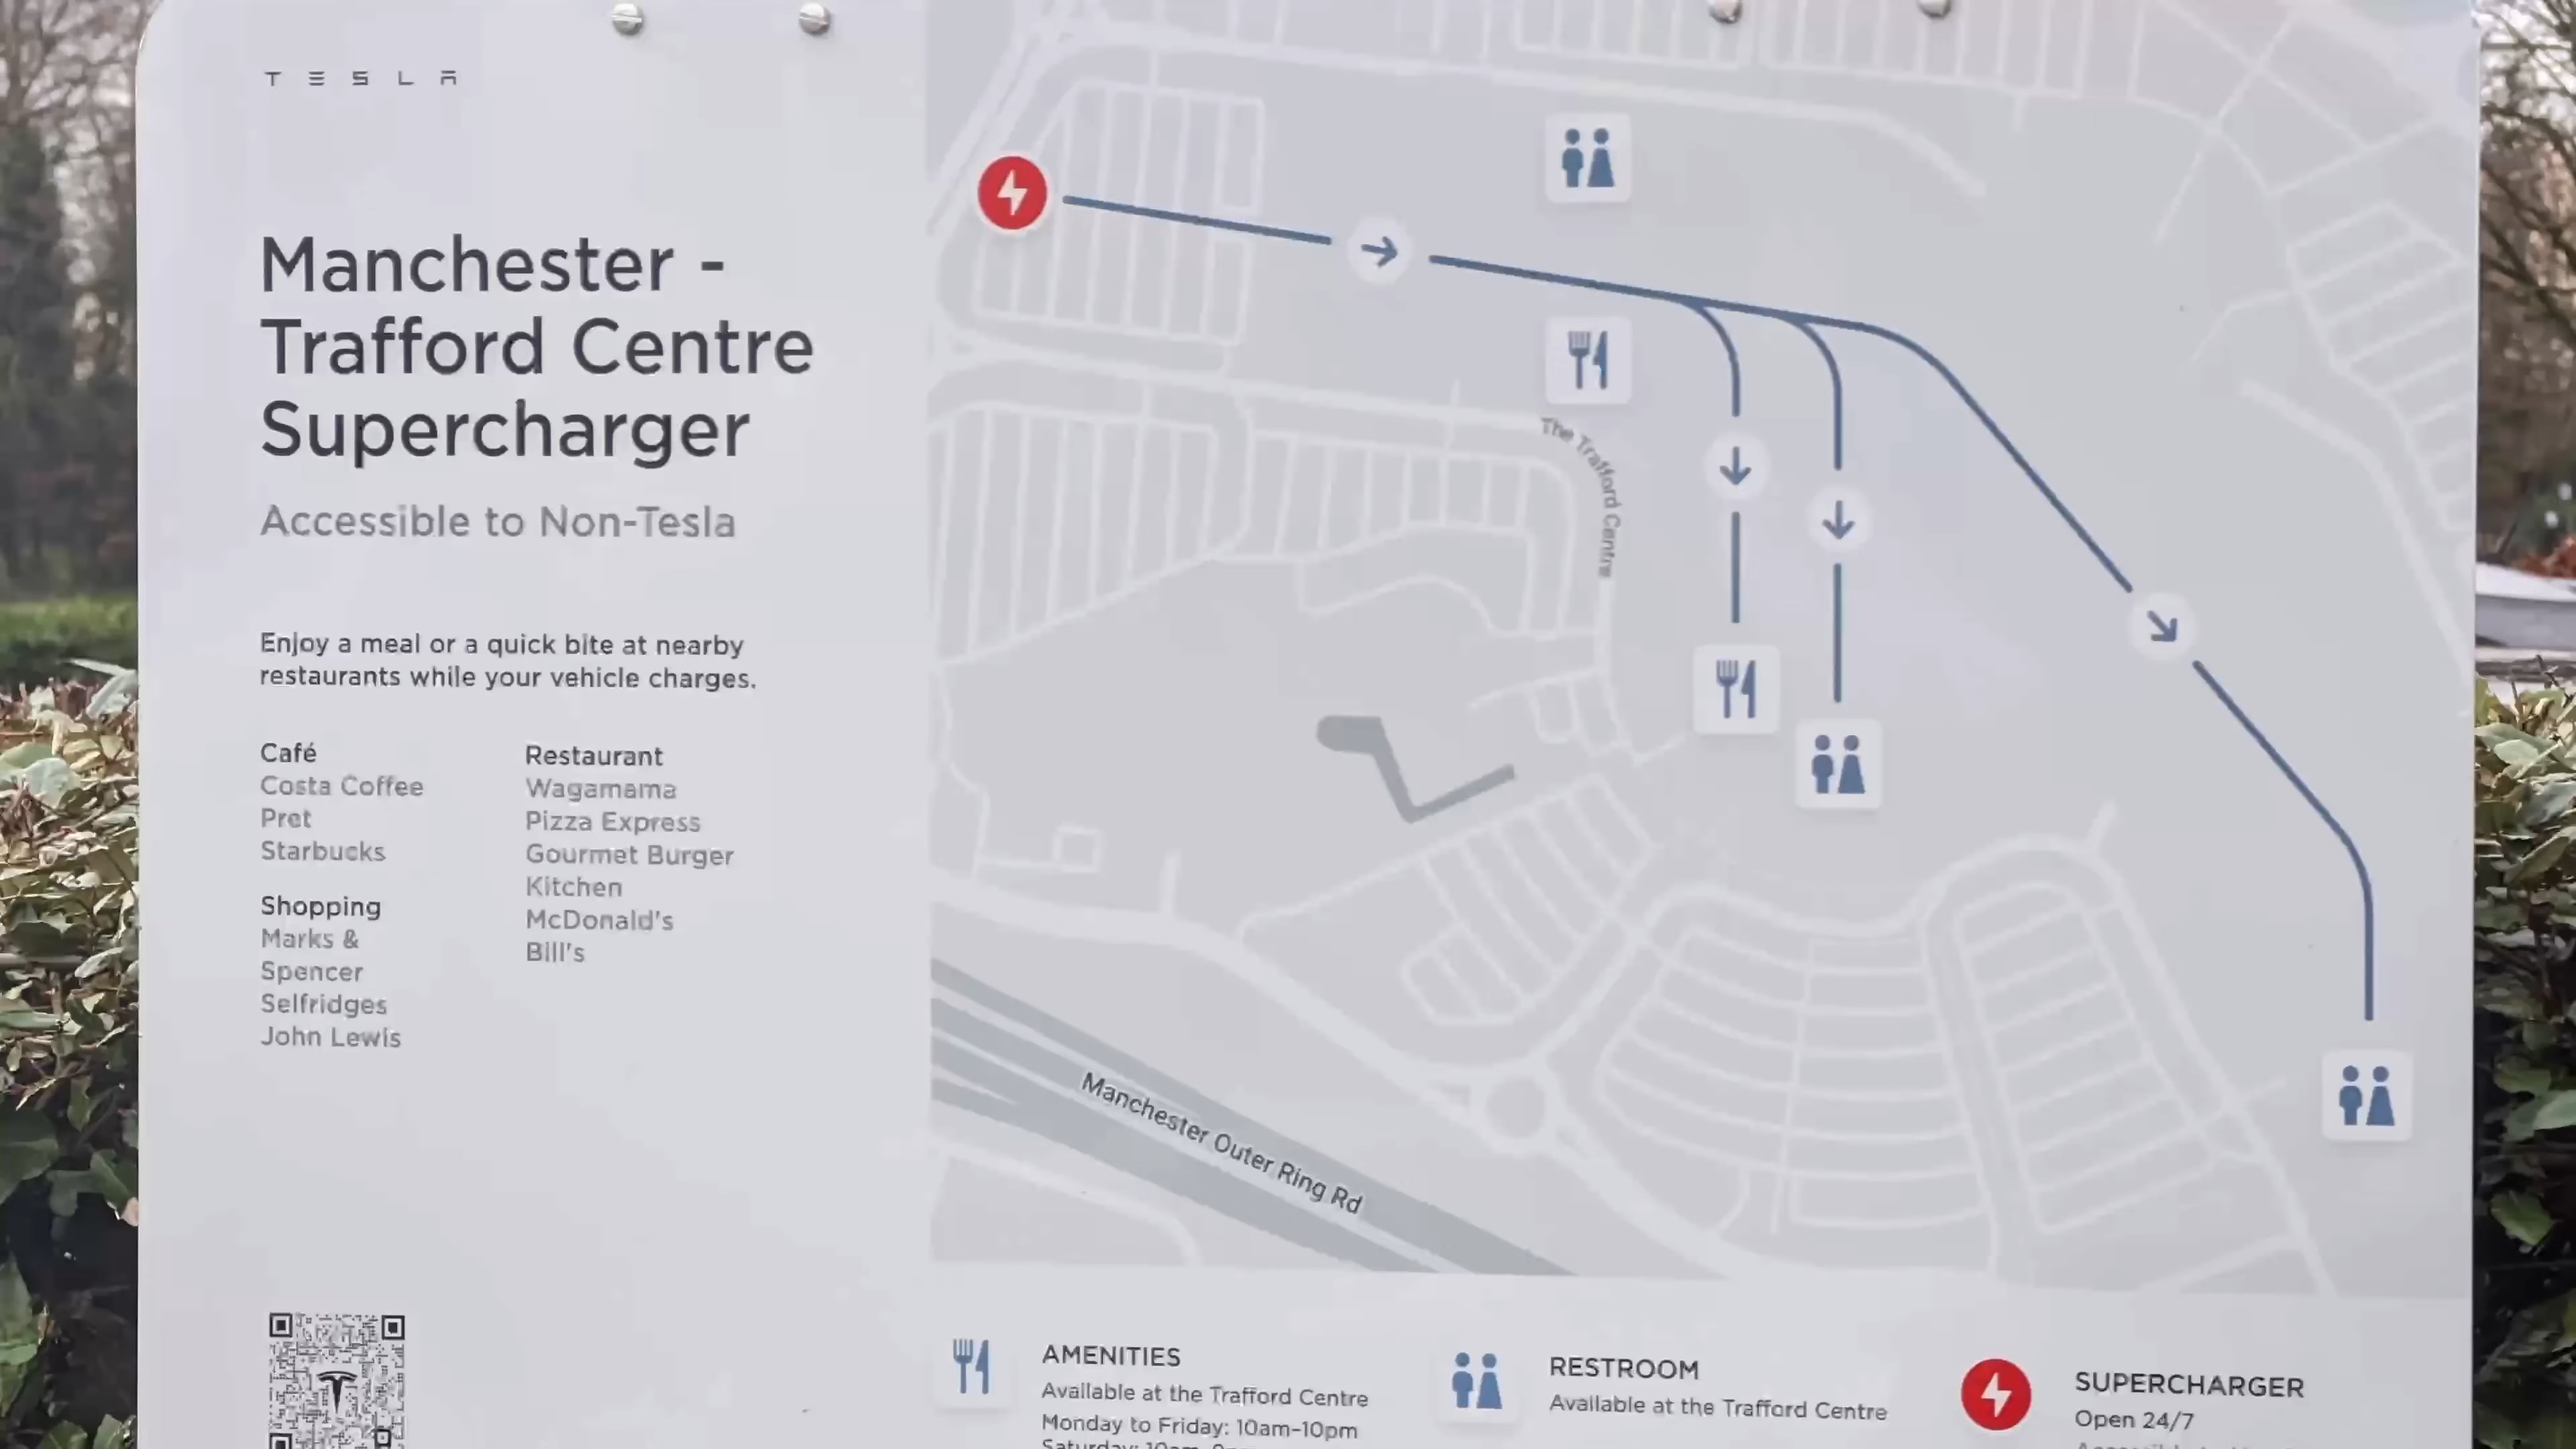 TESLA
Manchester -
Trafford Centre
Supercharger
Accessible to Non-Tesla
Enjoy a meal or a quick bite at nearby
restaurants while your vehicle charges.
Café
Costa Coffee
Pret
Starbucks
Shopping
Marks &
Spencer
Selfridges
John Lewis
Restaurant
Wagamama
Pizza Express
Gourmet Burger
Kitchen
McDonald's
Bill's
The Trafford Centre
Manchester Outer Ring Rd
AMENITIES
Available at the Trafford Centre
Monday to Friday: 10am-10pm
RESTROOM
Available at the Trafford Centre
SUPERCHARGER
Open 24/7